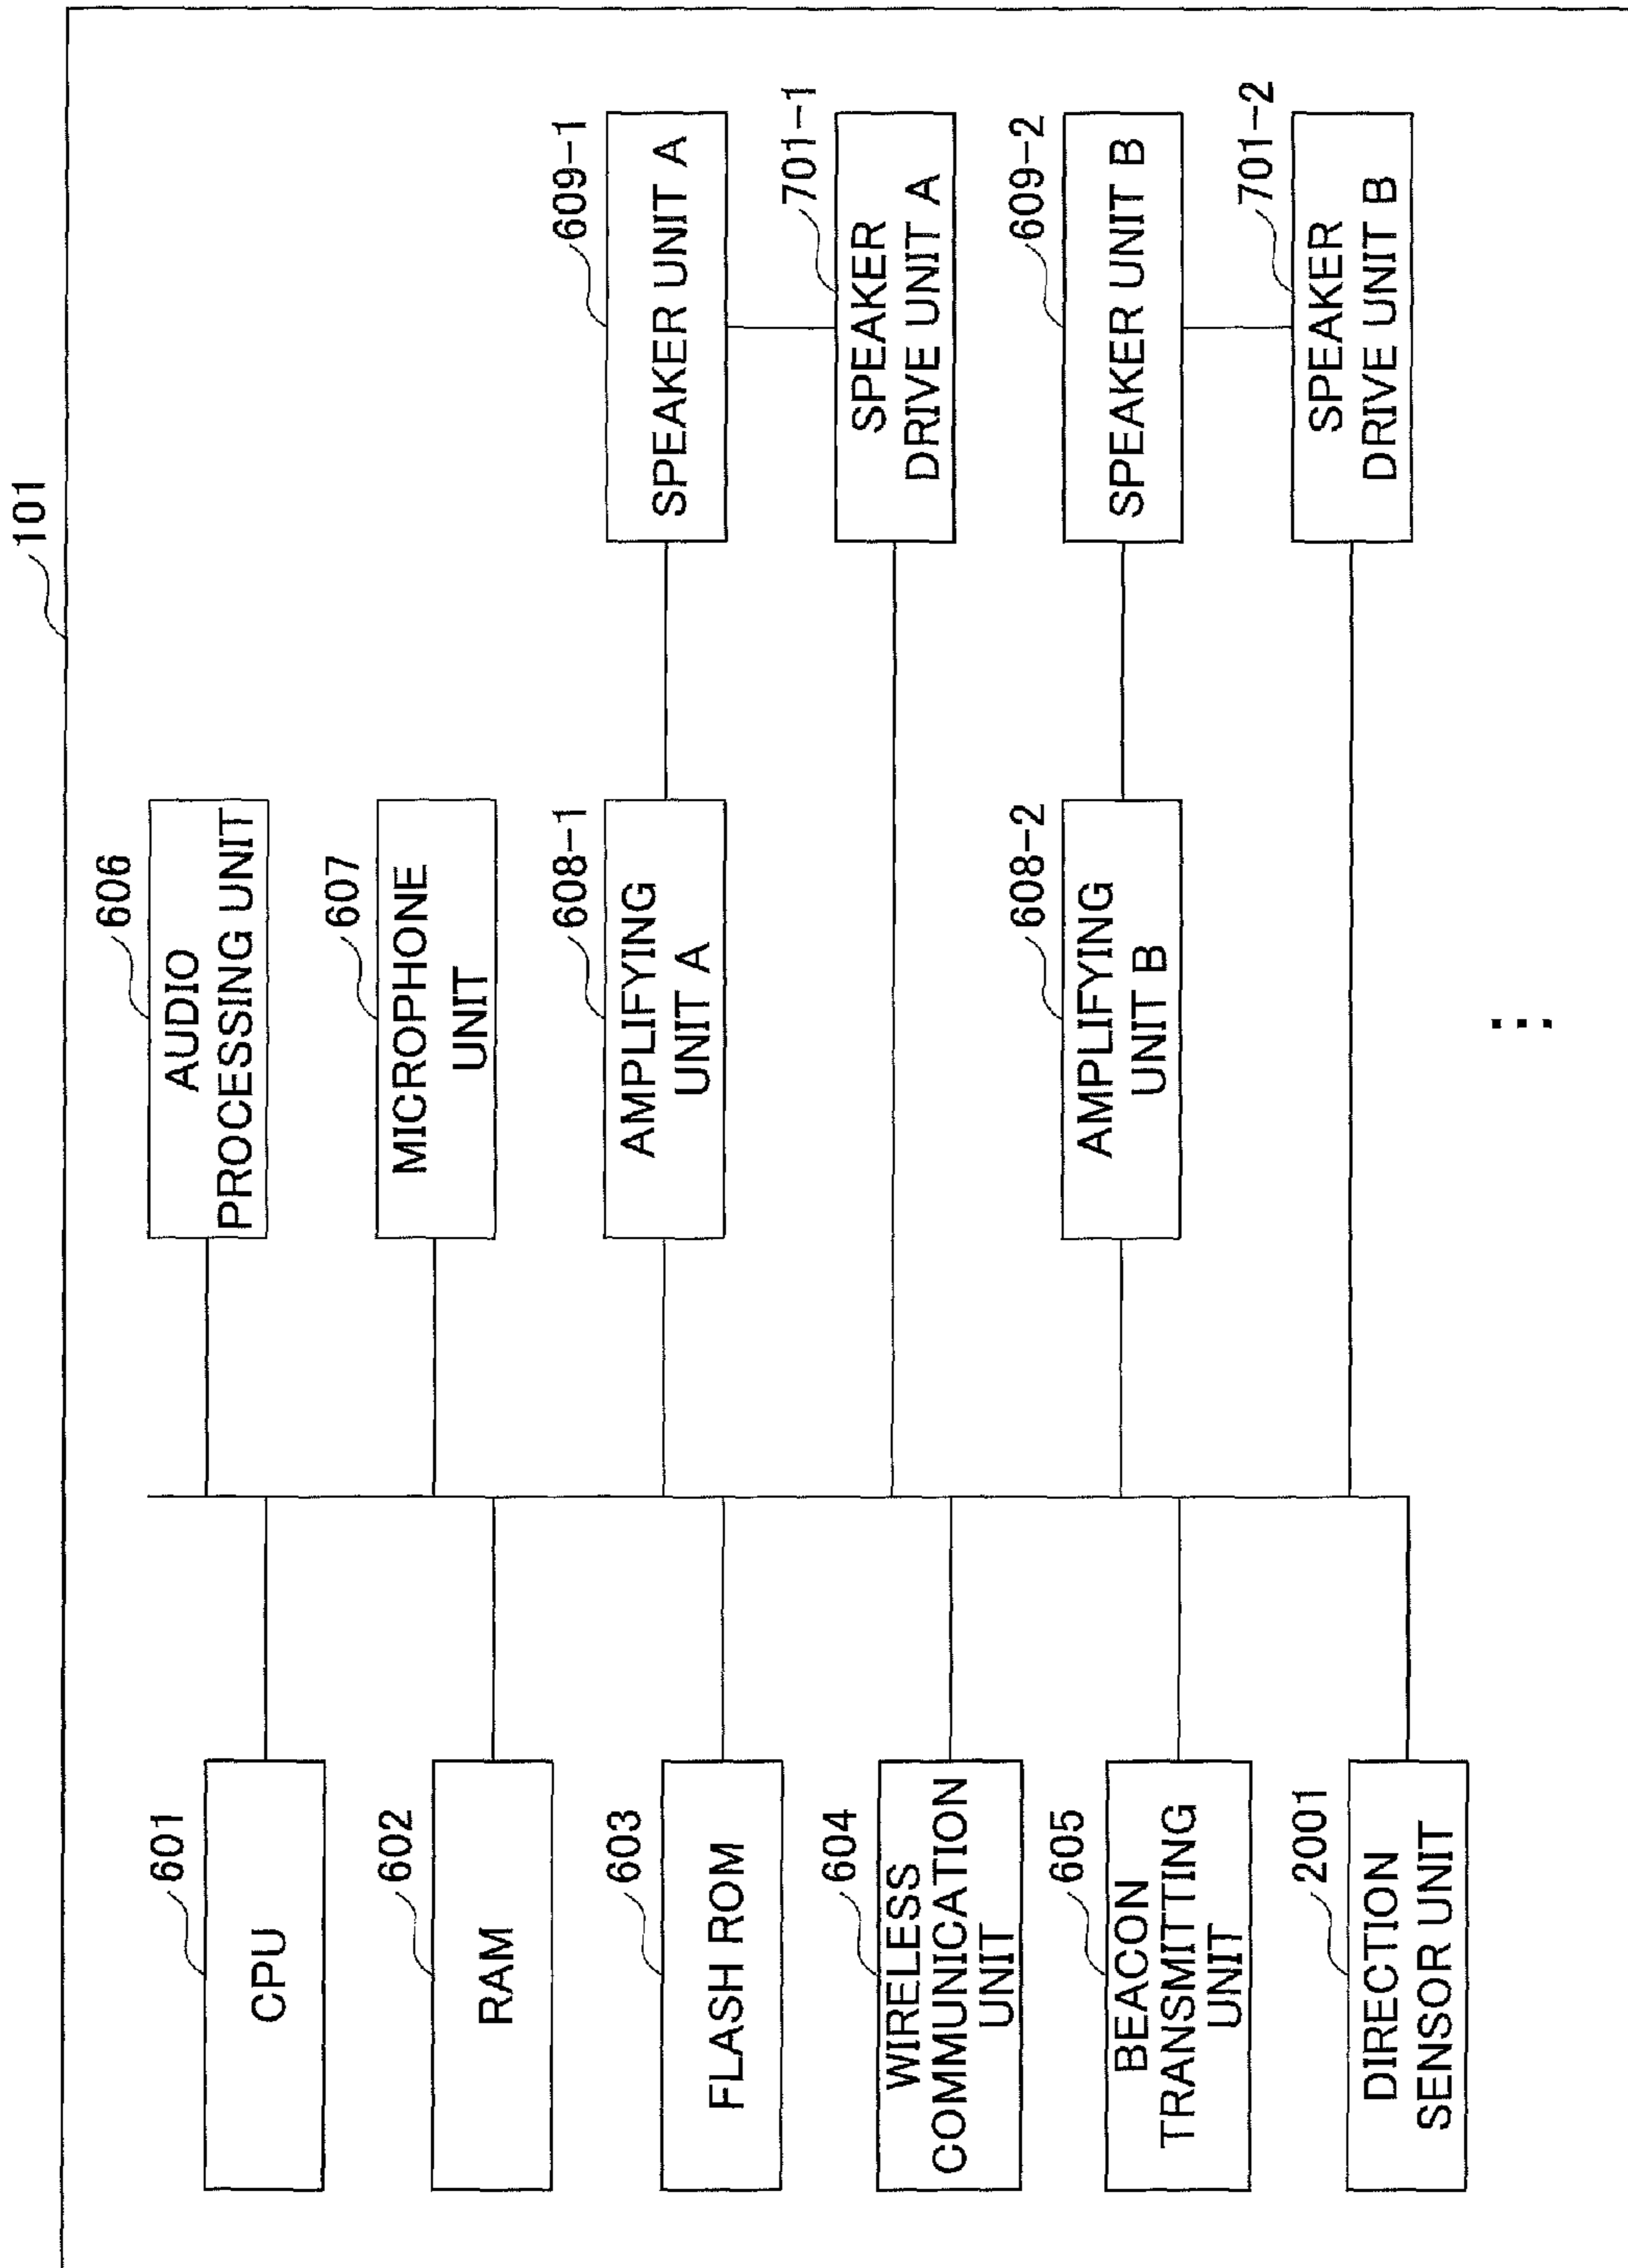 101
601
CPU
602
RAM
603
FLASH ROM
604
WIRELESS
COMMUNICATION
UNIT
605
BEACON
TRANSMITTING
UNIT
2001
DIRECTION
SENSOR UNIT
606
AUDIO
PROCESSING UNIT
607
MICROPHONE
UNIT
608-1
AMPLIFYING
UNIT A
608-2
AMPLIFYING
UNIT B
609-1
SPEAKER UNIT A
701-1
SPEAKER
DRIVE UNIT A
609-2
SPEAKER UNIT B
701-2
SPEAKER
DRIVE UNIT B
...